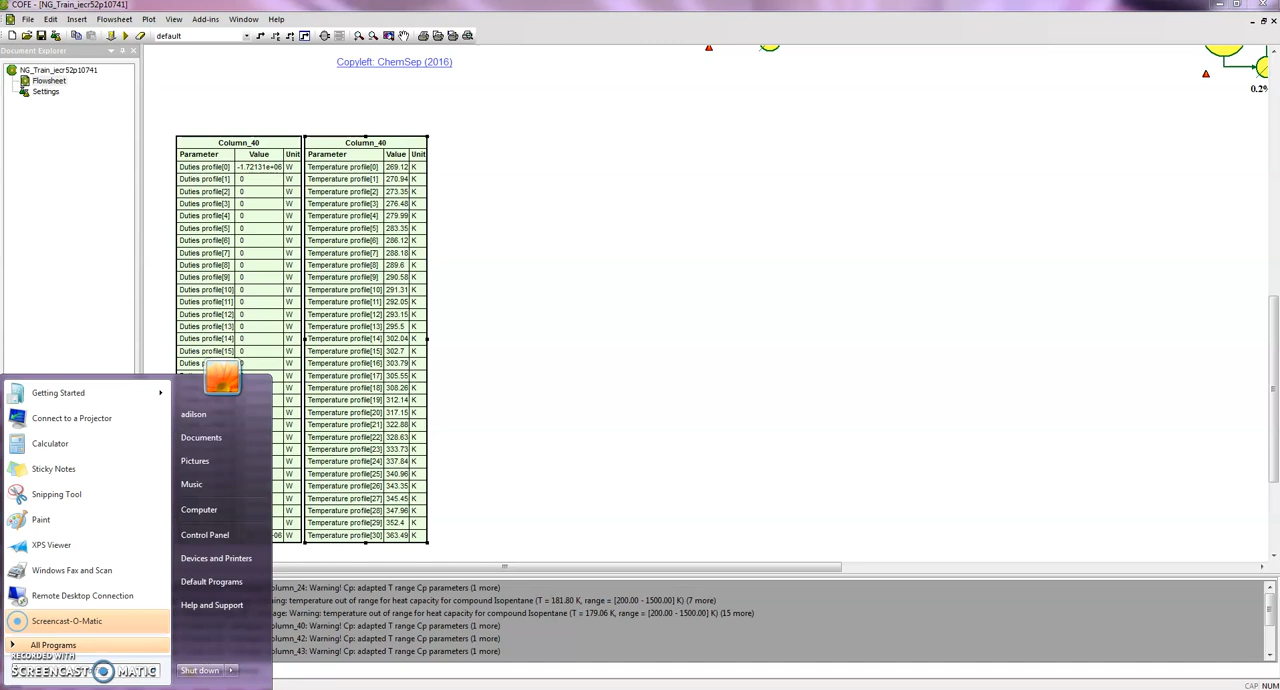 COFE - [NG_Train_iecr52p10741]
File Edit Insert Flowsheet Plot View Add-ins Window Help
default
Document Explorer
NG_Train_iecr52p10741
Flowsheet
Settings
Copyleft: ChemSep (2016)
0.2%
Column_40 Column_40
Parameter Value Unit Parameter Value Unit
Duties profile[0] -1.72131e+06 W Temperature profile[0] 269.12 K
Duties profile[1] 0 W Temperature profile[1] 270.94 K
Duties profile[2] 0 W Temperature profile[2] 273.35 K
Duties profile[3] 0 W Temperature profile[3] 276.48 K
Duties profile[4] 0 W Temperature profile[4] 279.99 K
Duties profile[5] 0 W Temperature profile[5] 283.35 K
Duties profile[6] 0 W Temperature profile[6] 286.12 K
Duties profile[7] 0 W Temperature profile[7] 288.18 K
Duties profile[8] 0 W Temperature profile[8] 289.6 K
Duties profile[9] 0 W Temperature profile[9] 290.58 K
Duties profile[10] 0 W Temperature profile[10] 291.31 K
Duties profile[11] 0 W Temperature profile[11] 292.05 K
Duties profile[12] 0 W Temperature profile[12] 293.15 K
Duties profile[13] 0 W Temperature profile[13] 295.5 K
Duties profile[14] 0 W Temperature profile[14] 302.04 K
Duties profile[15] 0 W Temperature profile[15] 302.7 K
Duties 0 W Temperature profile[16] 303.79 K
W Temperature profile[17] 305.55 K
W Temperature profile[18] 308.26 K
W Temperature profile[19] 312.14 K
W Temperature profile[20] 317.15 K
W Temperature profile[21] 322.88 K
W Temperature profile[22] 328.63 K
W Temperature profile[23] 333.73 K
W Temperature profile[24] 337.84 K
W Temperature profile[25] 340.96 K
W Temperature profile[26] 343.35 K
W Temperature profile[27] 345.45 K
W Temperature profile[28] 347.96 K
W Temperature profile[29] 352.4 K
+06 W Temperature profile[30] 363.49 K
Getting Started
Connect to a Projector
Calculator
Sticky Notes
Snipping Tool
Paint
XPS Viewer
Windows Fax and Scan
Remote Desktop Connection
Screencast-O-Matic
All Programs
RECORDED WITH
SCREENCAST MATIC
adilson
Documents
Pictures
Music
Computer
Control Panel
Devices and Printers
Default Programs
Help and Support
Shut down
olumn_24: Warning! Cp: adapted T range Cp parameters (1 more)
warning: temperature out of range for heat capacity for compound Isopentane (T = 181.80 K, range = [200.00 - 1500.00] K) (7 more)
age: Warning: temperature out of range for heat capacity for compound Isopentane (T = 179.06 K, range = [200.00 - 1500.00] K) (15 more)
olumn_40: Warning! Cp: adapted T range Cp parameters (1 more)
olumn_42: Warning! Cp: adapted T range Cp parameters (1 more)
olumn_43: Warning! Cp: adapted T range Cp parameters (1 more)
CAP NUM